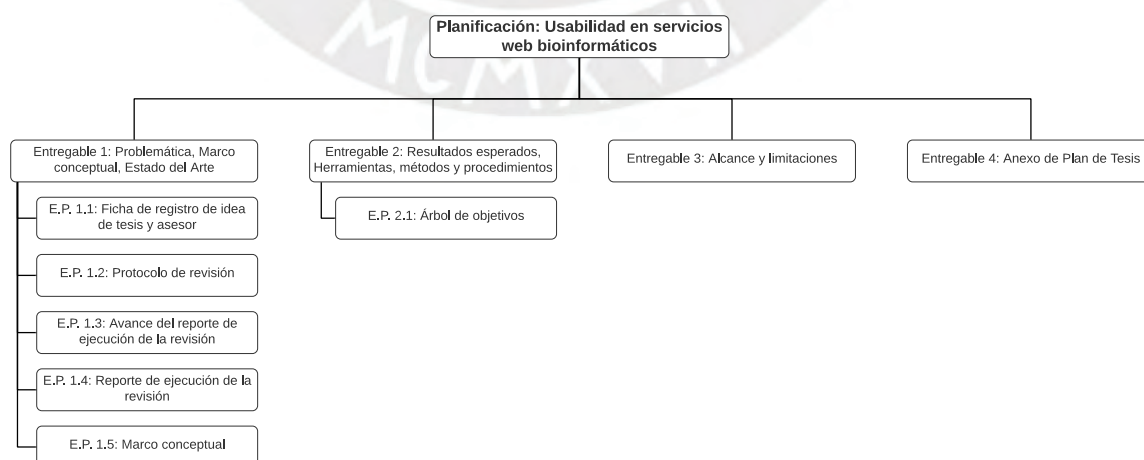 MCMXVII
Planificación: Usabilidad en servicios
web bioinformáticos
Entregable 1: Problemática, Marco
conceptual, Estado del Arte
E.P. 1.1: Ficha de registro de idea
de tesis y asesor
E.P. 1.2: Protocolo de revisión
E.P. 1.3: Avance del reporte de
ejecución de la revisión
E.P. 1.4: Reporte de ejecución de la
revisión
E.P. 1.5: Marco conceptual
Entregable 2: Resultados esperados,
Herramientas, métodos y procedimientos
E.P. 2.1: Árbol de objetivos
Entregable 3: Alcance y limitaciones
Entregable 4: Anexo de Plan de Tesis